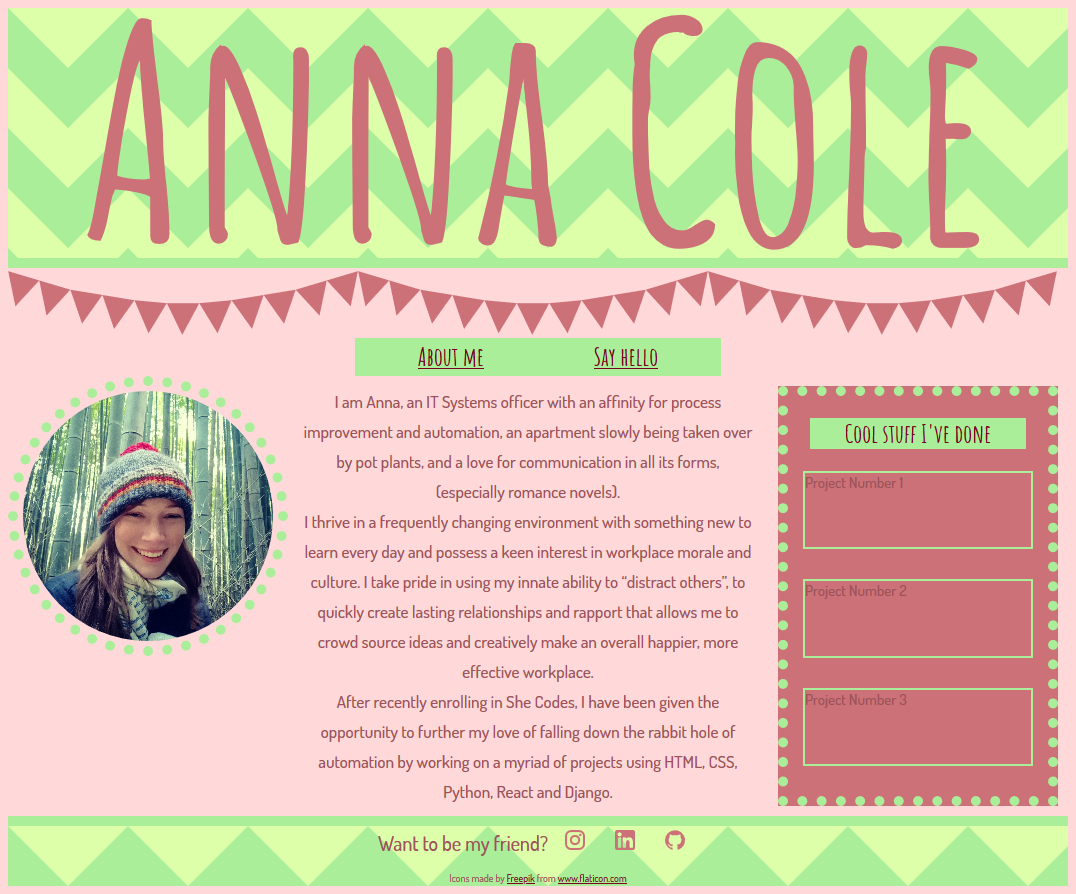 Anna Cole
About me
Say hello
I am Anna, an IT Systems officer with an affinity for process
improvement and automation, an apartment slowly being taken over
by pot plants, and a love for communication in all its forms,
(especially romance novels).
I thrive in a frequently changing environment with something new to
learn every day and possess a keen interest in workplace morale and
culture. I take pride in using my innate ability to “distract others”, to
quickly create lasting relationships and rapport that allows me to
crowd source ideas and creatively make an overall happier, more
effective workplace.
After recently enrolling in She Codes, I have been given the
opportunity to further my love of falling down the rabbit hole of
automation by working on a myriad of projects using HTML, CSS,
Python, React and Django.
Cool stuff I've done
Project Number 1
Project Number 2
Project Number 3
Want to be my friend?
Icons made by Freepik from www.flaticon.com